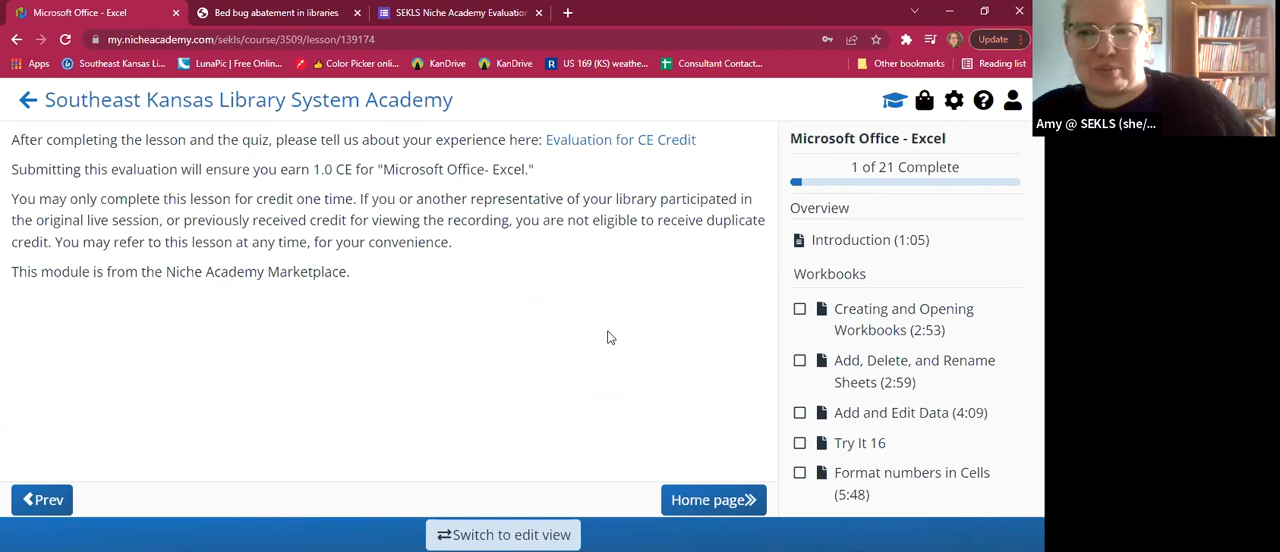 Microsoft Office - Excel
Bed bug abatement in libraries
SEKLS Niche Academy Evaluation
my.nicheacademy.com/sekls/course/3509/lesson/139174
Update
Apps
Southeast Kansas Li...
LunaPic | Free Onlin...
Color Picker onli...
KanDrive
KanDrive
US 169 (KS) weathe...
Consultant Contact...
Other bookmarks
Reading list
Amy @ SEKLS (she/...
Southeast Kansas Library System Academy
After completing the lesson and the quiz, please tell us about your experience here: Evaluation for CE Credit
Submitting this evaluation will ensure you earn 1.0 CE for "Microsoft Office- Excel."
You may only complete this lesson for credit one time. If you or another representative of your library participated in
the original live session, or previously received credit for viewing the recording, you are not eligible to receive duplicate
credit. You may refer to this lesson at any time, for your convenience.
This module is from the Niche Academy Marketplace.
Prev
Home page
Switch to edit view
Microsoft Office - Excel
1 of 21 Complete
Overview
Introduction (1:05)
Workbooks
Creating and Opening
Workbooks (2:53)
Add, Delete, and Rename
Sheets (2:59)
Add and Edit Data (4:09)
Try It 16
Format numbers in Cells
(5:48)